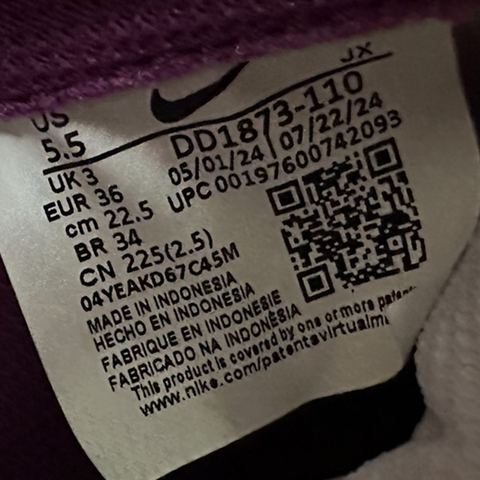 JX
US
5.5
DD1873-110
UK 3
05/01/24 07/22/24
EUR 36
UPC 00197600742093
cm 22.5
BR 34
CN 225(2.5)
04YEAKD67C45M
MADE IN INDONESIA
HECHO EN INDONESIA
FABRIQUE EN INDONESIE
FABRICADO NA INDONÉSIA
This product is covered by one or more paten
www.nike.com/patentsvirtualm